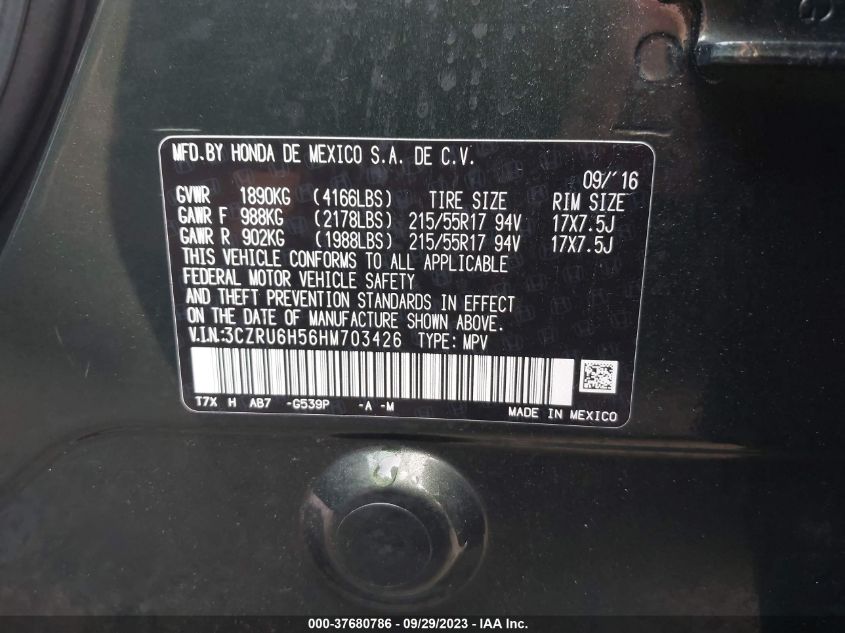 MFD.BY HONDA DE MEXICO S.A. DE C.V.
09/'16
GVWR 1890KG (4166LBS) TIRE SIZE RIM SIZE
GAWR F 988KG (2178LBS) 215/55R17 94V 17X7.5J
GAWR R 902KG (1988LBS) 215/55R17 94V 17X7.5J
THIS VEHICLE CONFORMS TO ALL APPLICABLE
FEDERAL MOTOR VEHICLE SAFETY
AND THEFT PREVENTION STANDARDS IN EFFECT
ON THE DATE OF MANUFACTURE SHOWN ABOVE.
V.I.N:3CZRU6H56HM703426 TYPE: MPV
T7X H AB7 -G539P -A -M
MADE IN MEXICO
000-37680786 - 09/29/2023 - IAA Inc.